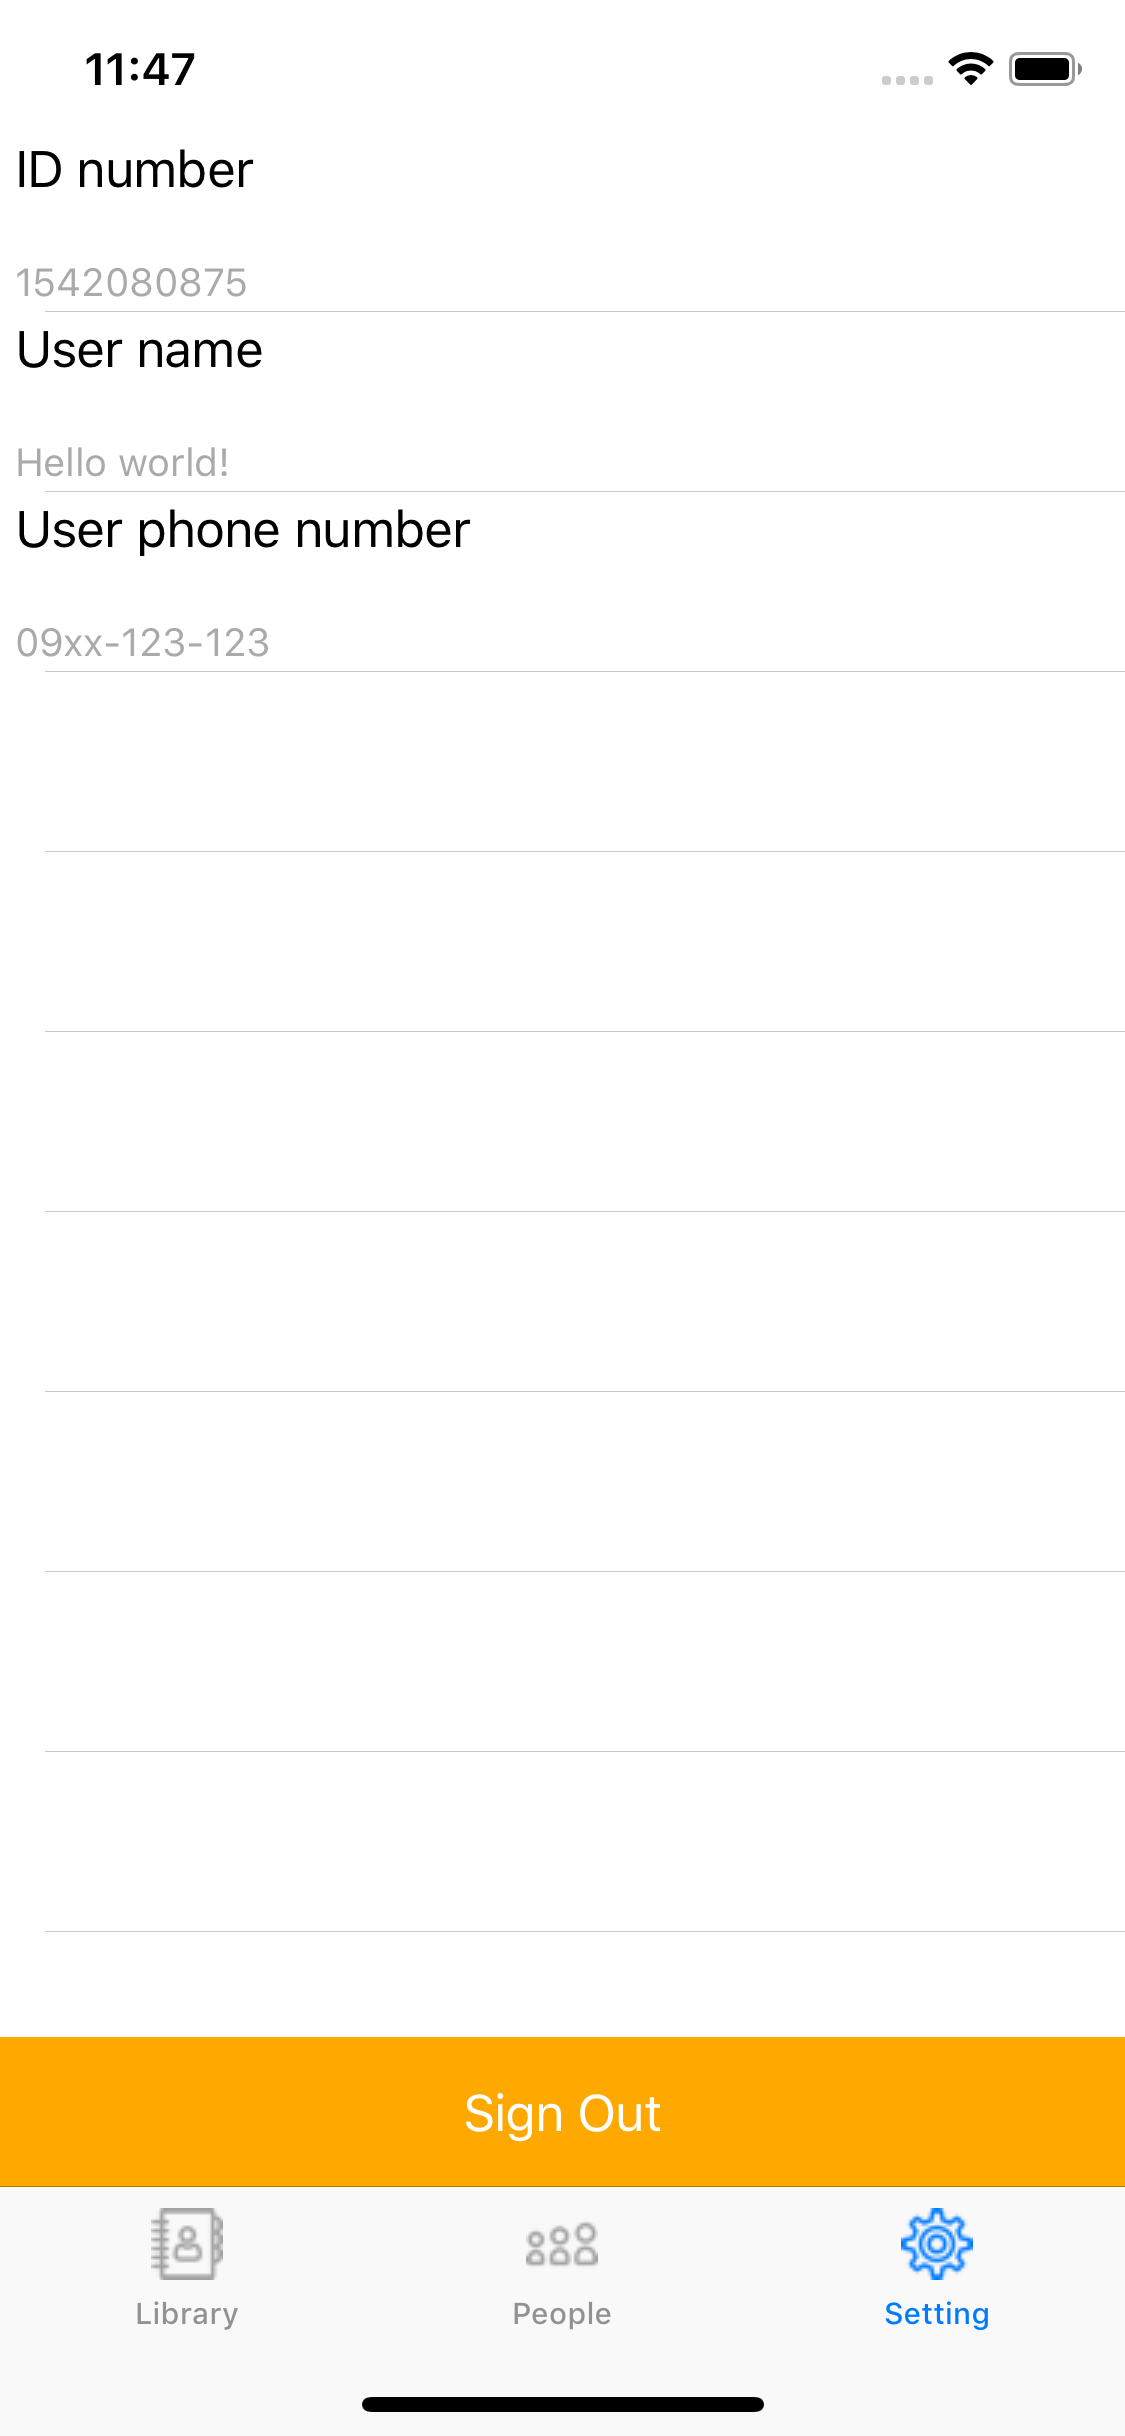 11:47
ID number
1542080875
User name
Hello world!
User phone number
09xx-123-123
Sign Out
Library
People
Setting